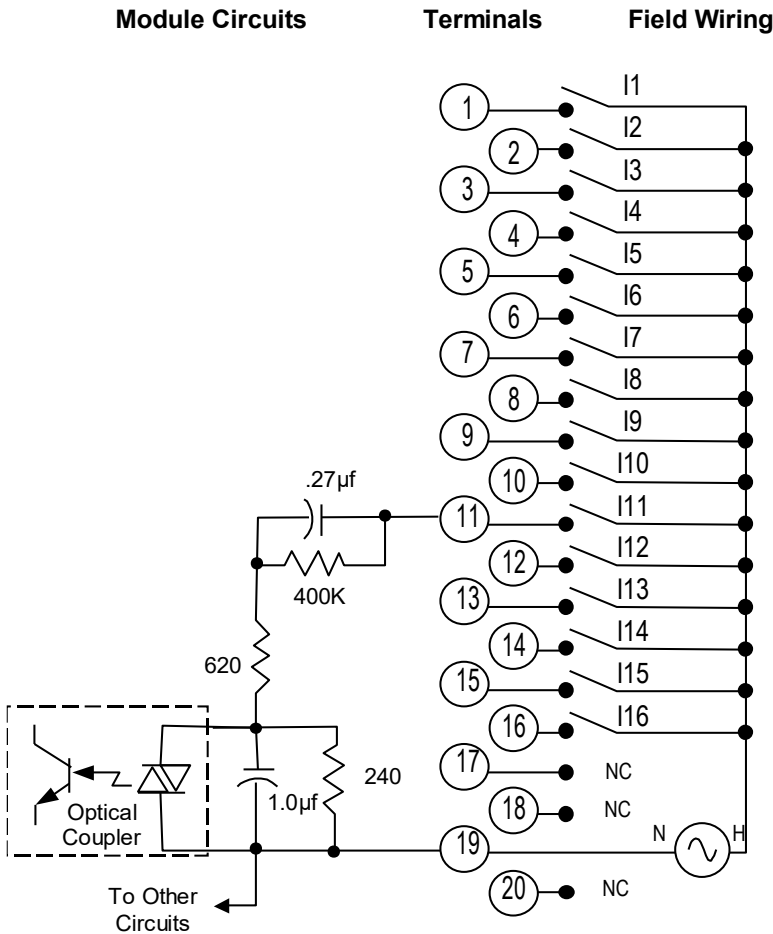 Module Circuits
Terminals
Field Wiring
1
I1
2
I2
3
I3
4
I4
5
I5
6
I6
7
I7
8
I8
9
I9
10
I10
.27µf
11
I11
400K
12
I12
13
I13
14
I14
620
15
I15
16
I16
17
NC
240
1.0µf
18
NC
Optical
Coupler
19
N
H
To Other
Circuits
20
NC